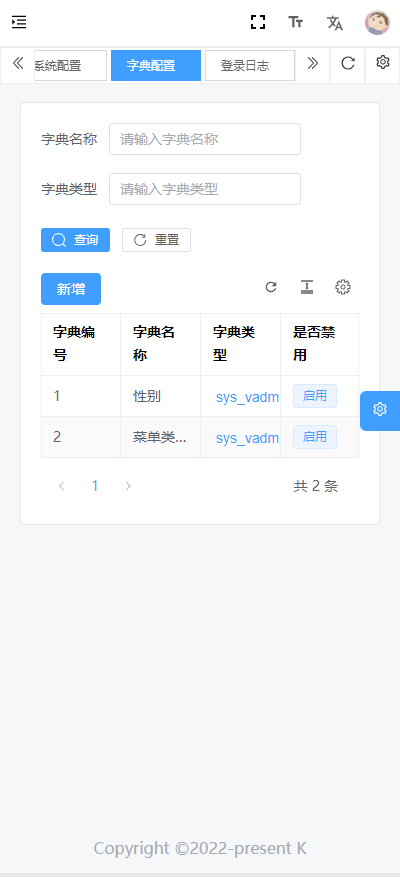 系统配置 字典配置 登录日志
字典名称 请输入字典名称
字典类型 请输入字典类型
查询 重置
新增
字典编号 字典名称 字典类型 是否禁用
1 性别 sys_vadm 启用
2 菜单类... sys_vadm 启用
1 共 2 条
Copyright ©2022-present K